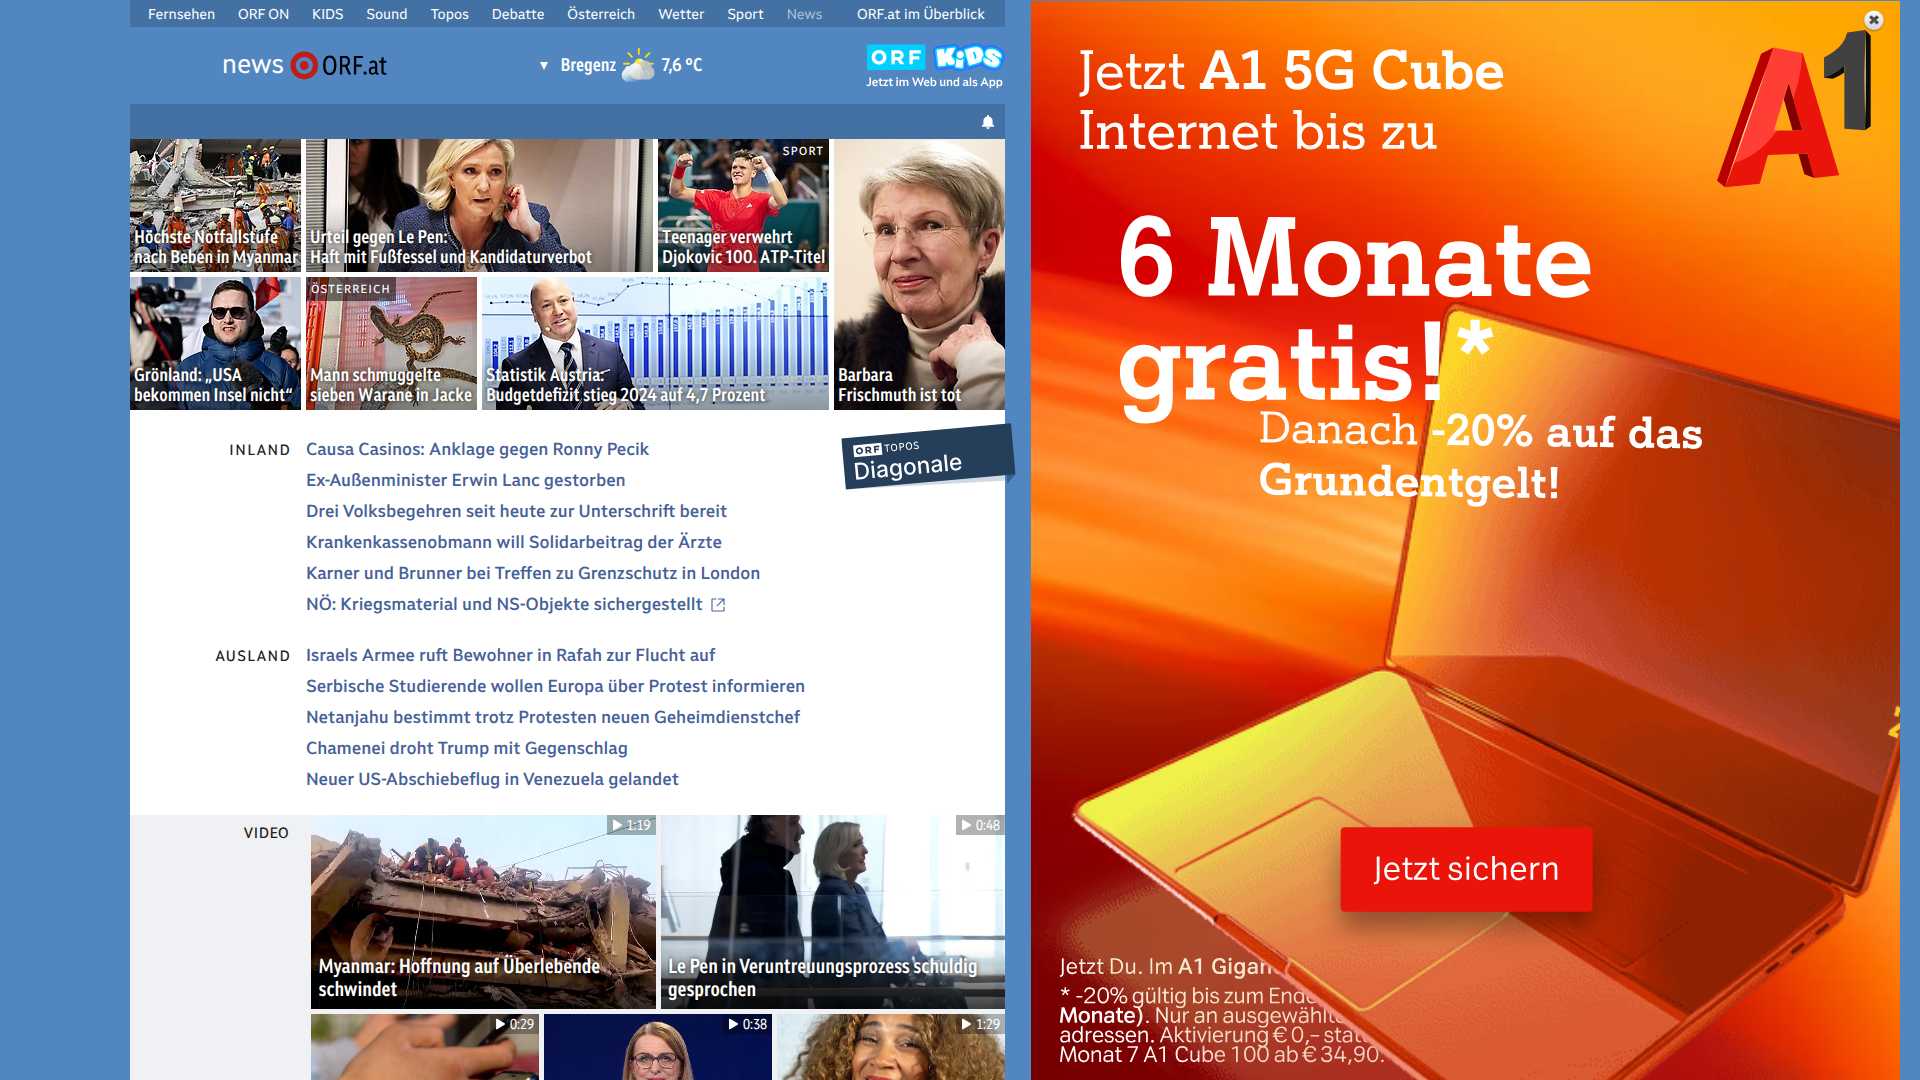 Fernsehen ORF ON KIDS Sound Topos Debatte Österreich Wetter Sport News ORF.at im Überblick
news ORF.at
▼ Bregenz 7,6 °C
ORF KiDS
Jetzt im Web und als App
Höchste Notfallstufe
nach Beben in Myanmar
Urteil gegen Le Pen:
Haft mit Fußfessel und Kandidaturverbot
SPORT
Teenager verwehrt
Djokovic 100. ATP-Titel
Grönland: „USA
bekommen Insel nicht“
ÖSTERREICH
Mann schmuggelte
sieben Warane in Jacke
Statistik Austria:
Budgetdefizit stieg 2024 auf 4,7 Prozent
Barbara
Frischmuth ist tot
INLAND
Causa Casinos: Anklage gegen Ronny Pecik
Ex-Außenminister Erwin Lanc gestorben
Drei Volksbegehren seit heute zur Unterschrift bereit
Krankenkassenobmann will Solidarbeitrag der Ärzte
Karner und Brunner bei Treffen zu Grenzschutz in London
NÖ: Kriegsmaterial und NS-Objekte sichergestellt
ORF TOPOS
Diagonale
AUSLAND
Israels Armee ruft Bewohner in Rafah zur Flucht auf
Serbische Studierende wollen Europa über Protest informieren
Netanjahu bestimmt trotz Protesten neuen Geheimdienstchef
Chamenei droht Trump mit Gegenschlag
Neuer US-Abschiebeflug in Venezuela gelandet
VIDEO
1:19
Myanmar: Hoffnung auf Überlebende
schwindet
0:48
Le Pen in Veruntreuungsprozess schuldig
gesprochen
0:29
0:38
1:29
Jetzt A1 5G Cube
Internet bis zu
A1
6 Monate
gratis!*
Danach -20% auf das
Grundentgelt!
Jetzt sichern
Jetzt Du. Im A1 Gigan
* -20% gültig bis zum Ende
Monate). Nur an ausgewählte
adressen. Aktivierung € 0,– statt
Monat 7 A1 Cube 100 ab € 34,90.